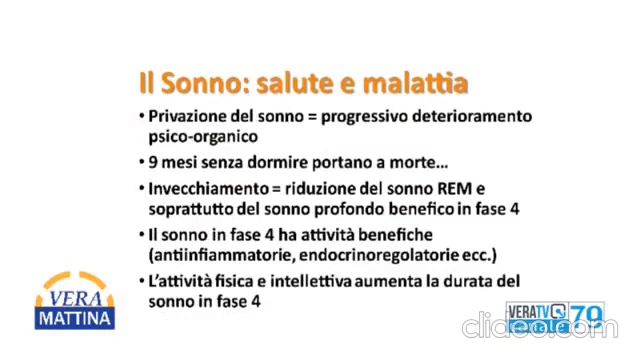 Il Sonno: salute e malattia
• Privazione del sonno = progressivo deterioramento
psico-organico
• 9 mesi senza dormire portano a morte...
• Invecchiamento = riduzione del sonno REM e
soprattutto del sonno profondo benefico in fase 4
• Il sonno in fase 4 ha attività benefiche
(antiinfiammatorie, endocrinoregolatorie ecc.)
• L'attività fisica e intellettiva aumenta la durata del
sonno in fase 4
VERA
MATTINA
VERATV
canale 79
clideo.com